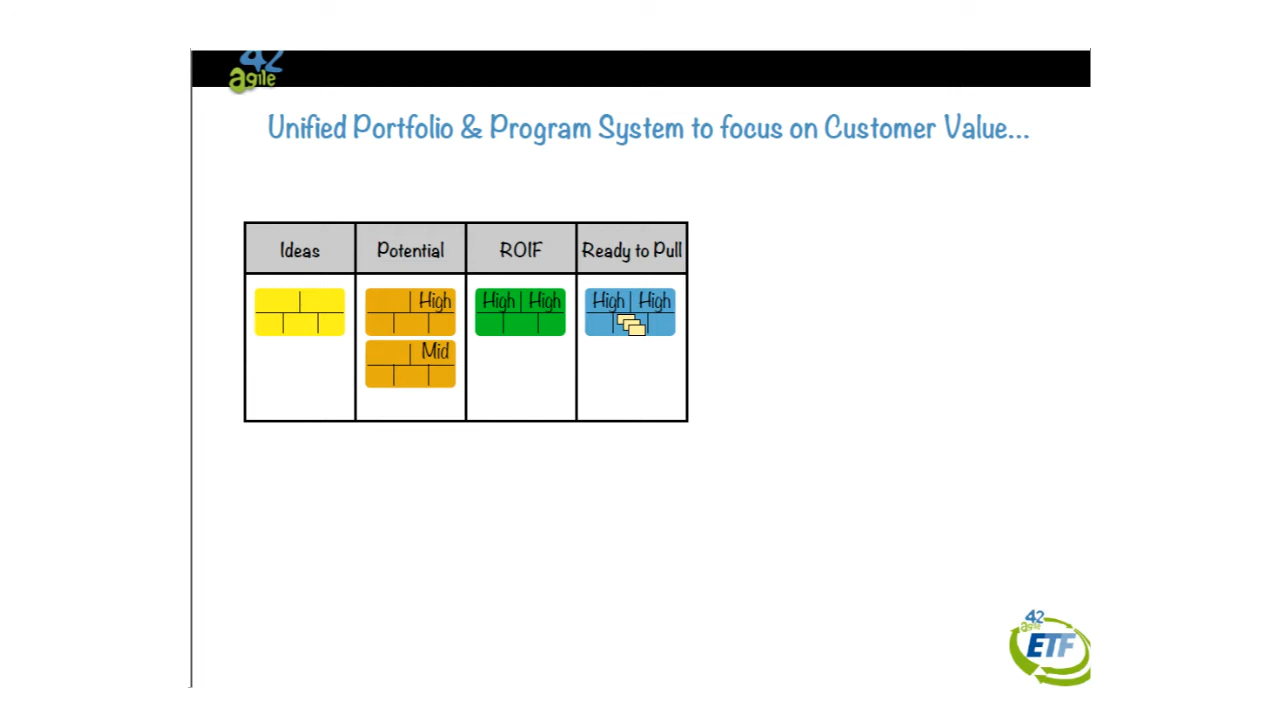 42
agile
Unified Portfolio & Program System to focus on Customer Value...
Ideas Potential ROIF Ready to Pull
High High High High High
Mid
42
agile
ETF